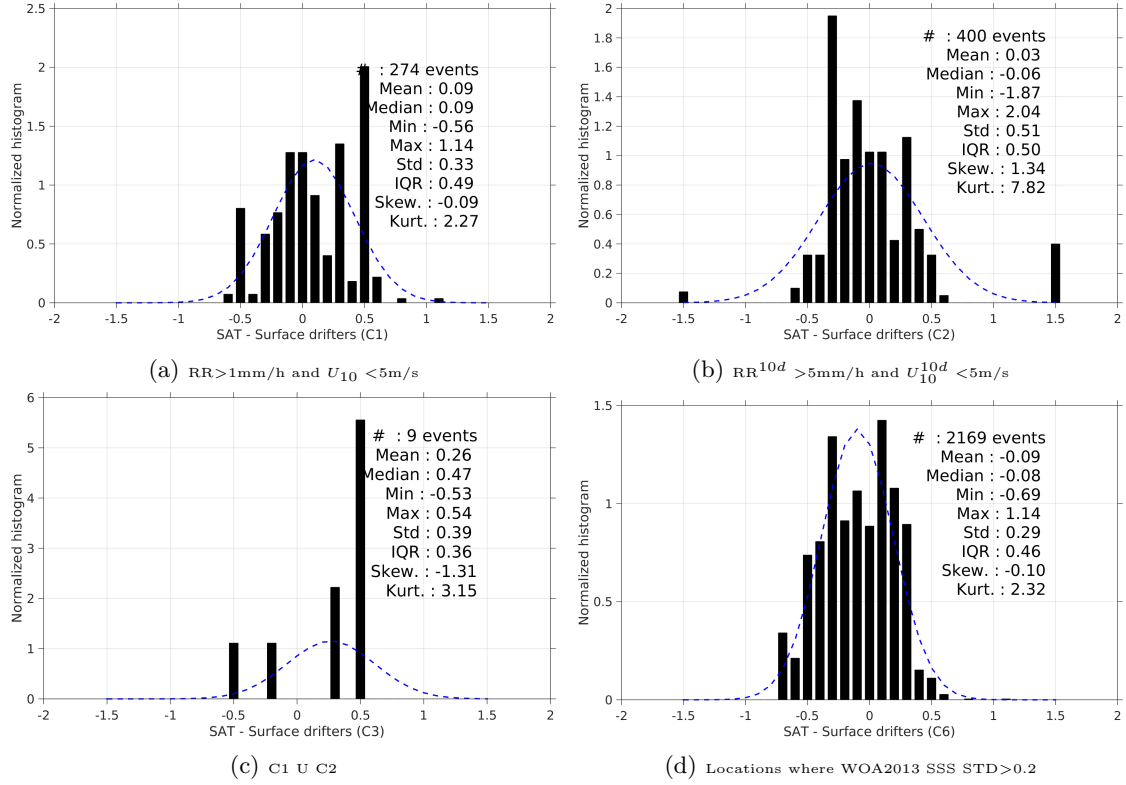 2.5
2
1.5
1
0.5
0
Normalized histogram
-2 -1.5 -1 -0.5 0 0.5 1 1.5 2
SAT - Surface drifters (C1)
# : 274 events
Mean : 0.09
Median : 0.09
Min : -0.56
Max : 1.14
Std : 0.33
IQR : 0.49
Skew. : -0.09
Kurt. : 2.27
(a) RR>1mm/h and U10 <5m/s
2
1.8
1.6
1.4
1.2
1
0.8
0.6
0.4
0.2
0
Normalized histogram
-2 -1.5 -1 -0.5 0 0.5 1 1.5 2
SAT - Surface drifters (C2)
# : 400 events
Mean : 0.03
Median : -0.06
Min : -1.87
Max : 2.04
Std : 0.51
IQR : 0.50
Skew : 1.34
Kurt. : 7.82
(b) RR^10d >5mm/h and U10^10d <5m/s
6
5
4
3
2
1
0
Normalized histogram
-2 -1.5 -1 -0.5 0 0.5 1 1.5 2
SAT - Surface drifters (C3)
# : 9 events
Mean : 0.26
Median : 0.47
Min : -0.53
Max : 0.54
Std : 0.39
IQR : 0.36
Skew. : -1.31
Kurt. : 3.15
(c) C1 U C2
1.5
1
0.5
0
Normalized histogram
-2 -1.5 -1 -0.5 0 0.5 1 1.5 2
SAT - Surface drifters (C6)
# : 2169 events
Mean : -0.09
Median : -0.08
Min : -0.69
Max : 1.14
Std : 0.29
IQR : 0.46
Skew. : -0.10
Kurt. : 2.32
(d) Locations where WOA2013 SSS STD>0.2